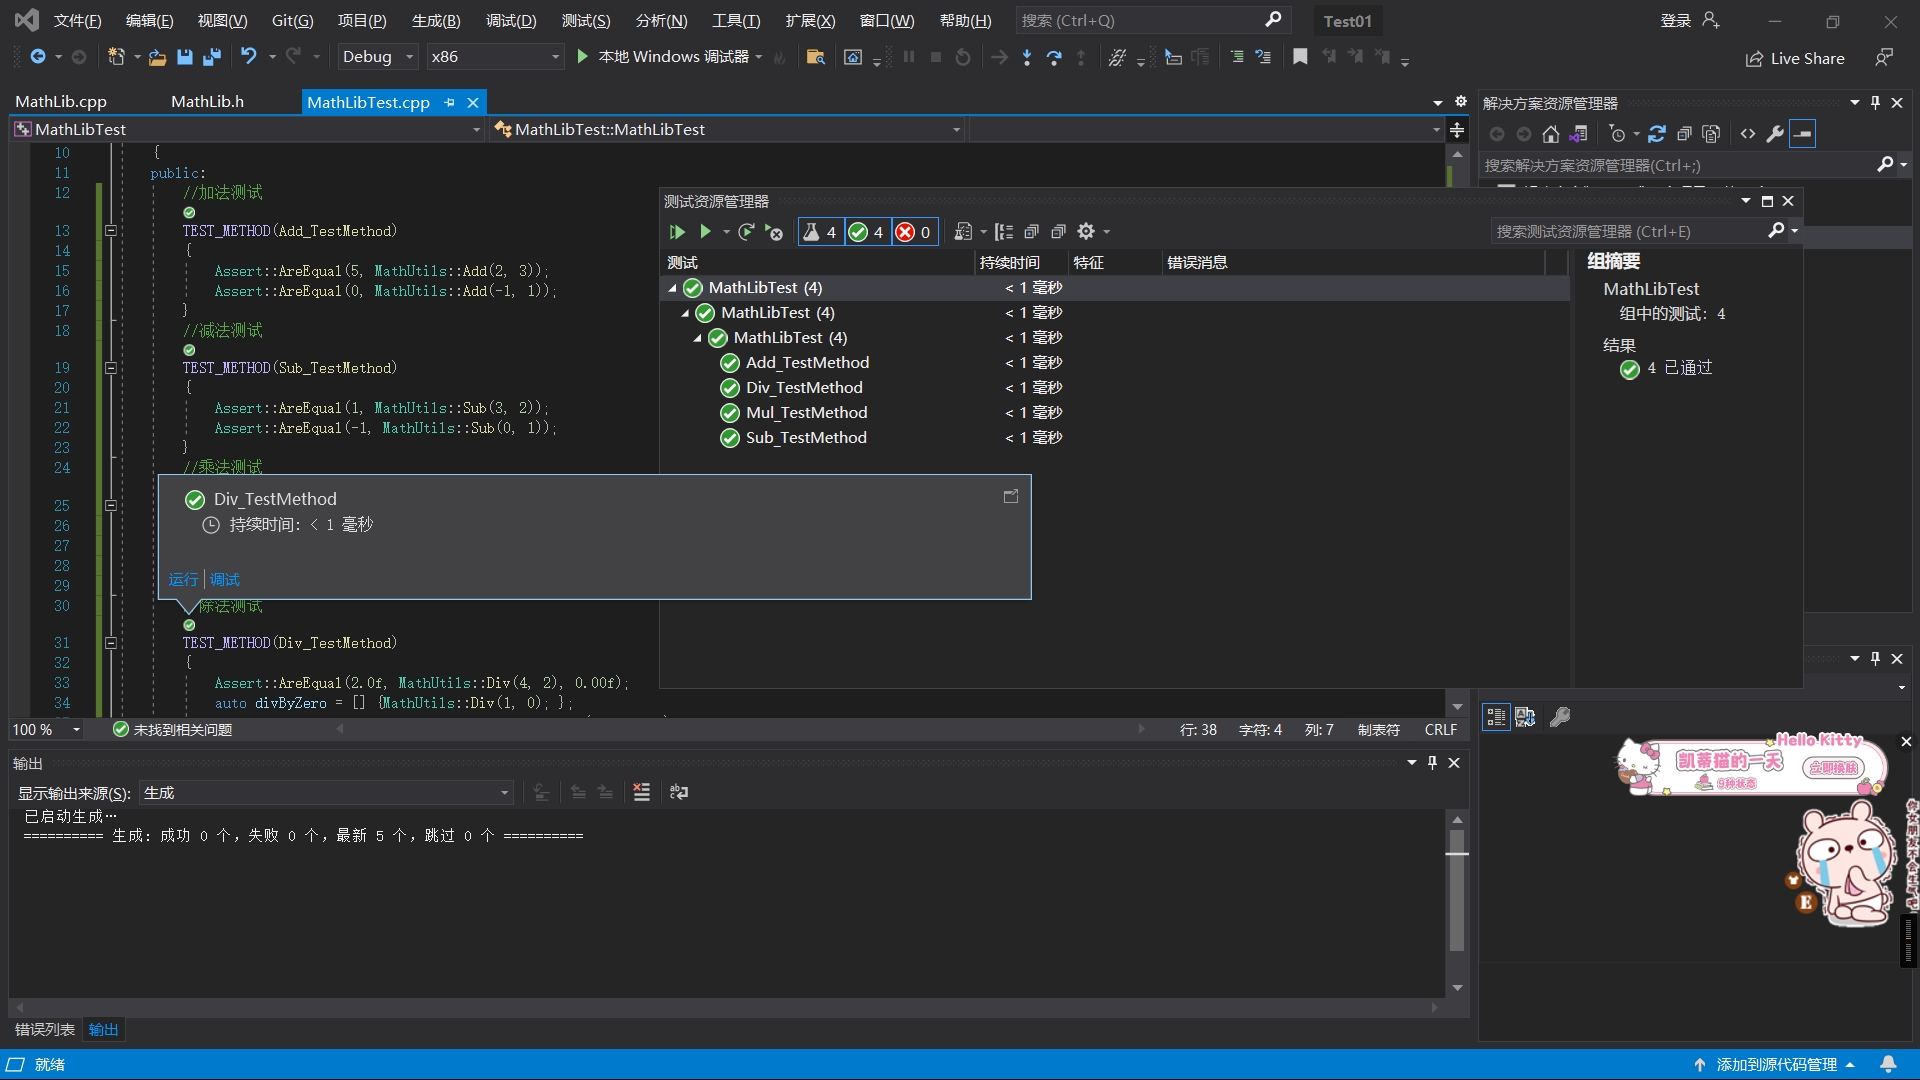 文件(F) 编辑(E) 视图(V) Git(G) 项目(P) 生成(B) 调试(D) 测试(S) 分析(N) 工具(T) 扩展(X) 窗口(W) 帮助(H) 搜索 (Ctrl+Q) Test01 登录
Debug x86 本地 Windows 调试器 Live Share
MathLib.cpp MathLib.h MathLibTest.cpp
MathLibTest MathLibTest::MathLibTest
10 {
11 public:
12 //加法测试
13 TEST_METHOD(Add_TestMethod)
14 {
15 Assert::AreEqual(5, MathUtils::Add(2, 3));
16 Assert::AreEqual(0, MathUtils::Add(-1, 1));
17 }
18 //减法测试
19 TEST_METHOD(Sub_TestMethod)
20 {
21 Assert::AreEqual(1, MathUtils::Sub(3, 2));
22 Assert::AreEqual(-1, MathUtils::Sub(0, 1));
23 }
24 //乘法测试
25
26
27
28
29
30 除法测试
31 TEST_METHOD(Div_TestMethod)
32 {
33 Assert::AreEqual(2.0f, MathUtils::Div(4, 2), 0.00f);
34 auto divByZero = [] {MathUtils::Div(1, 0); };
Div_TestMethod
持续时间: < 1 毫秒
运行 调试
测试资源管理器
4 4 0 搜索测试资源管理器 (Ctrl+E)
测试 持续时间 特征 错误消息
MathLibTest (4) < 1 毫秒
MathLibTest (4) < 1 毫秒
MathLibTest (4) < 1 毫秒
Add_TestMethod < 1 毫秒
Div_TestMethod < 1 毫秒
Mul_TestMethod < 1 毫秒
Sub_TestMethod < 1 毫秒
组摘要
MathLibTest
组中的测试: 4
结果
4 已通过
解决方案资源管理器
搜索解决方案资源管理器(Ctrl+;)
100 % 未找到相关问题 行: 38 字符: 4 列: 7 制表符 CRLF
输出
显示输出来源(S): 生成
已启动生成…
========== 生成: 成功 0 个，失败 0 个，最新 5 个，跳过 0 个 ==========
错误列表 输出
Hello Kitty
凯蒂猫的一天
立即换肤
9种状态
你女朋友不会生气吧
E
就绪 添加到源代码管理